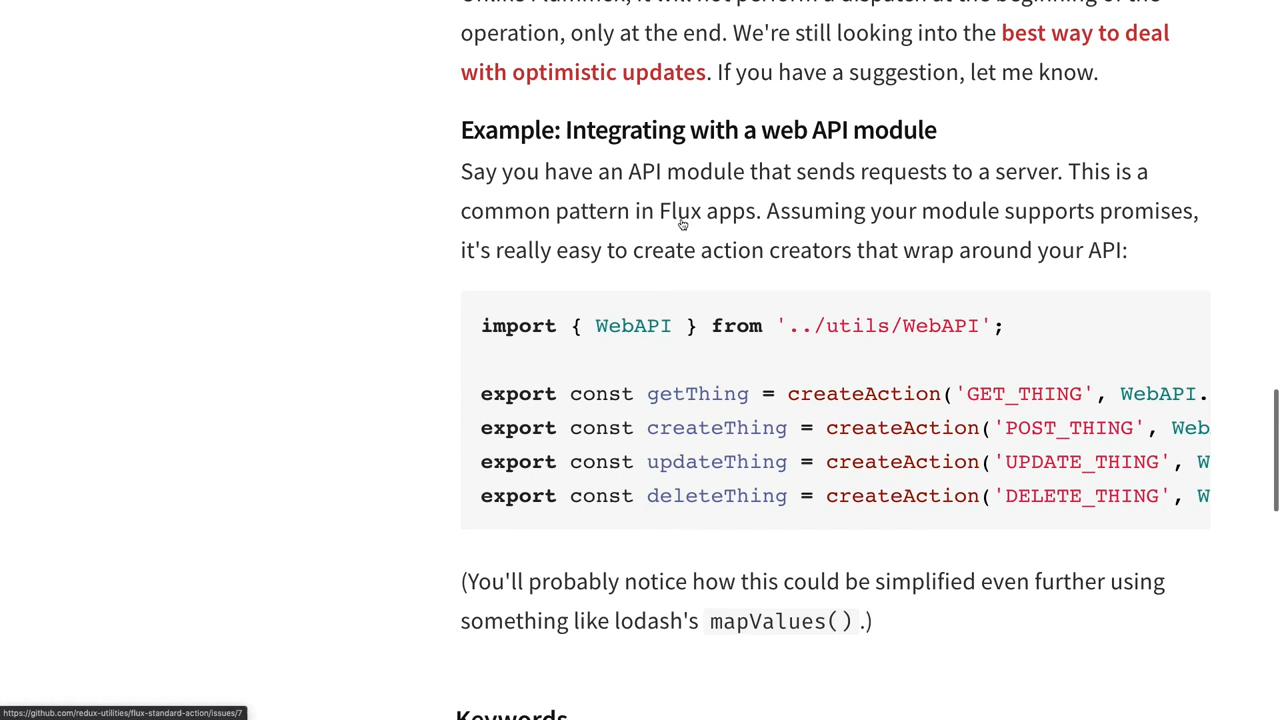 operation, only at the end. We're still looking into the best way to deal
with optimistic updates. If you have a suggestion, let me know.
Example: Integrating with a web API module
Say you have an API module that sends requests to a server. This is a
common pattern in Flux apps. Assuming your module supports promises,
it's really easy to create action creators that wrap around your API:
import { WebAPI } from '../utils/WebAPI';
export const getThing = createAction('GET_THING', WebAPI.
export const createThing = createAction('POST_THING', Web
export const updateThing = createAction('UPDATE_THING', W
export const deleteThing = createAction('DELETE_THING', W
(You'll probably notice how this could be simplified even further using
something like lodash's mapValues().)
Keywords
https://github.com/redux-utilities/flux-standard-action/issues/7